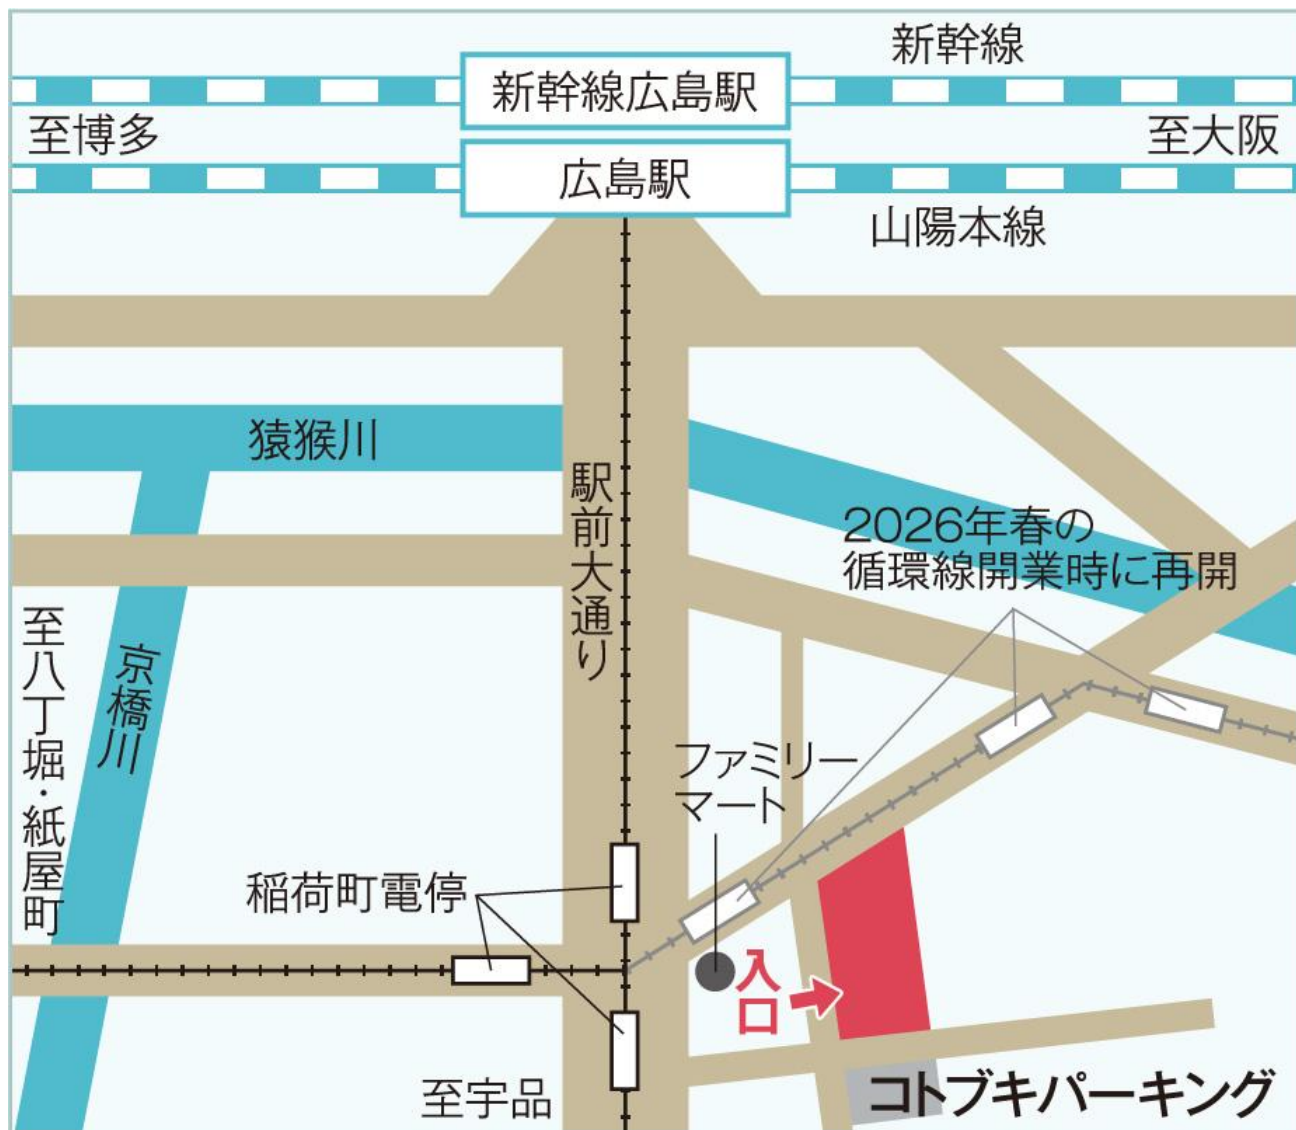 新幹線
新幹線広島駅
至博多
至大阪
広島駅
山陽本線
猿猴川
駅前大通り
2026年春の
循環線開業時に再開
至八丁堀・紙屋町
京橋川
ファミリー
マート
稲荷町電停
入口
至宇品
コトブキパーキング